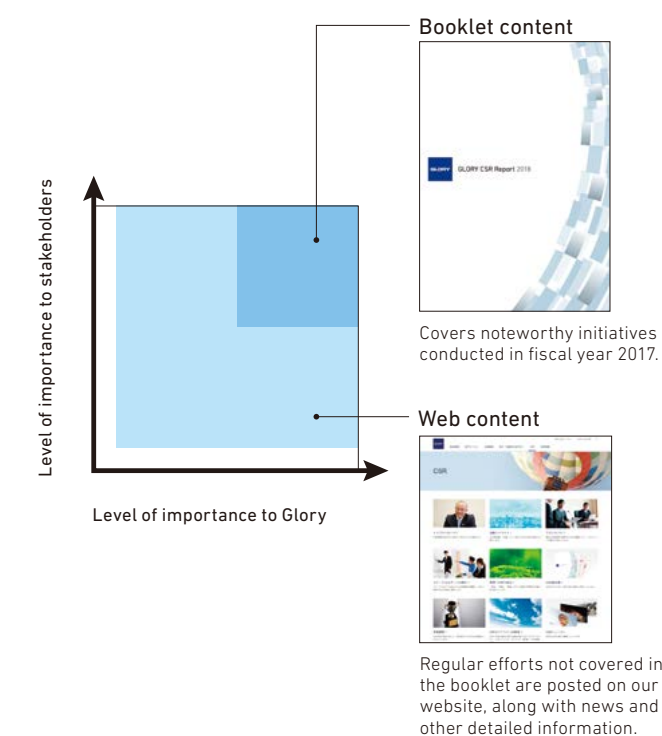 Booklet content
GLORY
GLORY CSR Report 2018
Covers noteworthy initiatives
conducted in fiscal year 2017.
Level of importance to stakeholders
Level of importance to Glory
Web content
CSR
Regular efforts not covered in
the booklet are posted on our
website, along with news and
other detailed information.